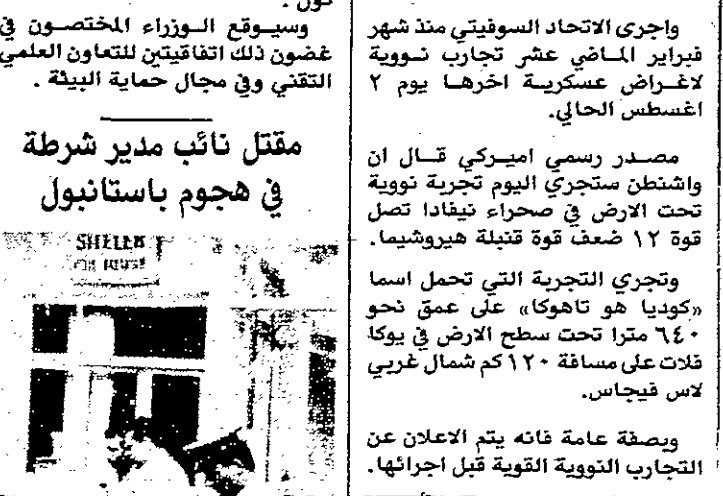 واجرى الاتحاد السوفيتي منذ شهر
فبراير الماضي عشر تجارب نووية
لاغراض عسكرية اخرها يوم ٢
اغسطس الحالي.
مصدر رسمي اميركي قال ان
واشنطن ستجري اليوم تجربة نووية
تحت الارض في صحراء نيفادا تصل
قوة ١٢ ضعف قوة قنبلة هيروشيما.
وتجري التجربة التي تحمل اسما
«كوديا هو تاهوكا» على عمق نحو
٦٤٠ مترا تحت سطح الارض في يوكا
قلات على مسافة ١٢٠ كم شمال غربي
لاس فيجاس.
وبصفة عامة فانه يتم الاعلان عن
التجارب النووية القوية قبل اجرائها.
وسيوقع الوزراء المختصون في
غضون ذلك اتفاقيتين للتعاون العلمي
التقني وفي مجال حماية البيئة .
مقتل نائب مدير شرطة
في هجوم باستانبول